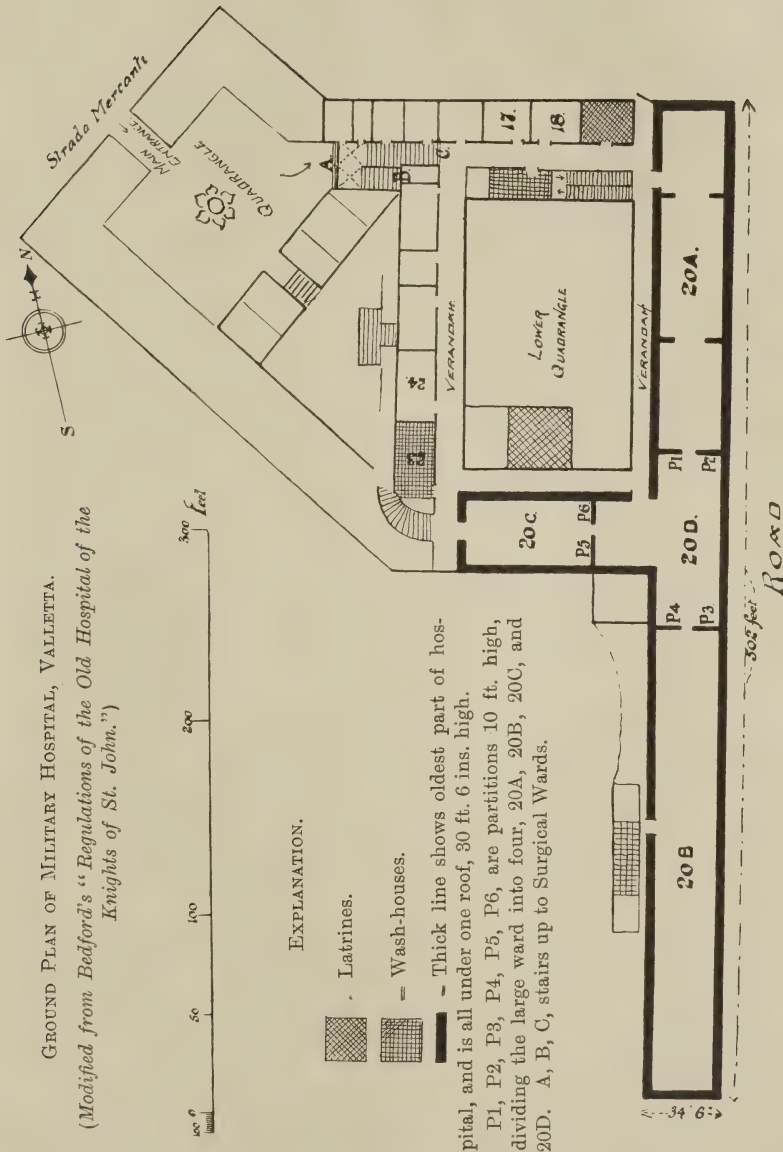 GROUND PLAN OF MILITARY HOSPITAL, VALLETTA.
(Modified from Bedford's "Regulations of the Old Hospital of the
Knights of St. John.")
100 0
50
100
200
300 feet
EXPLANATION.
- Latrines.
= Wash-houses.
- Thick line shows oldest part of hos-
pital, and is all under one roof, 30 ft. 6 ins. high.
P1, P2, P3, P4, P5, P6, are partitions 10 ft. high,
dividing the large ward into four, 20A, 20B, 20C, and
20D. A, B, C, stairs up to Surgical Wards.
S
N
Strada Mercanti
MAIN
ENTRANCE.
QUADRANGLE
A
B
C.
17.
18.
24.
23
VERANDAH.
LOWER
QUADRANGLE
VERANDAH
20A.
20B
20C.
20D.
P1
P2
P3
P4
P5
P6
34' 6"
502 feet
ROAD